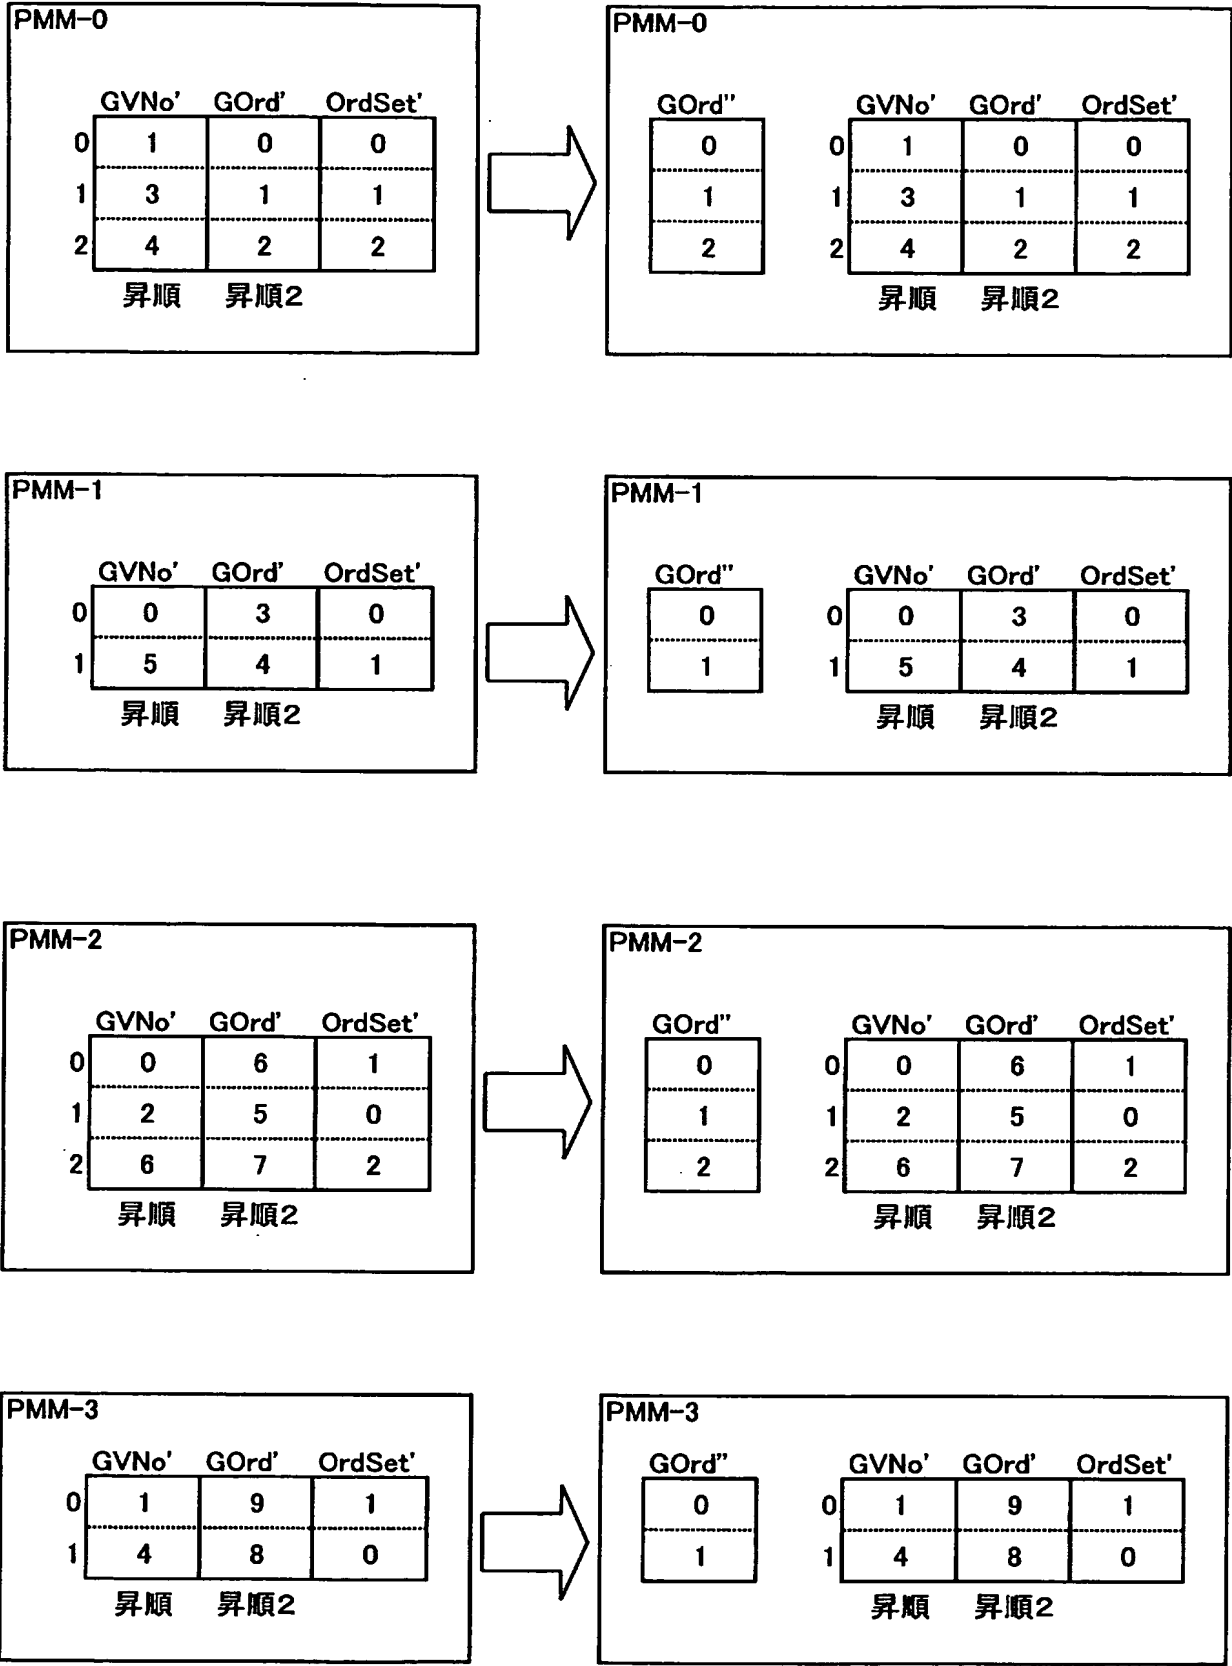 PMM-0
GVNo' GOrd' OrdSet'
0 1 0 0
1 3 1 1
2 4 2 2
昇順 昇順2
PMM-0
GOrd" GVNo' GOrd' OrdSet'
0 0 1 0 0
1 1 3 1 1
2 2 4 2 2
昇順 昇順2
PMM-1
GVNo' GOrd' OrdSet'
0 0 3 0
1 5 4 1
昇順 昇順2
PMM-1
GOrd" GVNo' GOrd' OrdSet'
0 0 0 3 0
1 1 5 4 1
昇順 昇順2
PMM-2
GVNo' GOrd' OrdSet'
0 0 6 1
1 2 5 0
2 6 7 2
昇順 昇順2
PMM-2
GOrd" GVNo' GOrd' OrdSet'
0 0 0 6 1
1 1 2 5 0
2 2 6 7 2
昇順 昇順2
PMM-3
GVNo' GOrd' OrdSet'
0 1 9 1
1 4 8 0
昇順 昇順2
PMM-3
GOrd" GVNo' GOrd' OrdSet'
0 0 1 9 1
1 1 4 8 0
昇順 昇順2